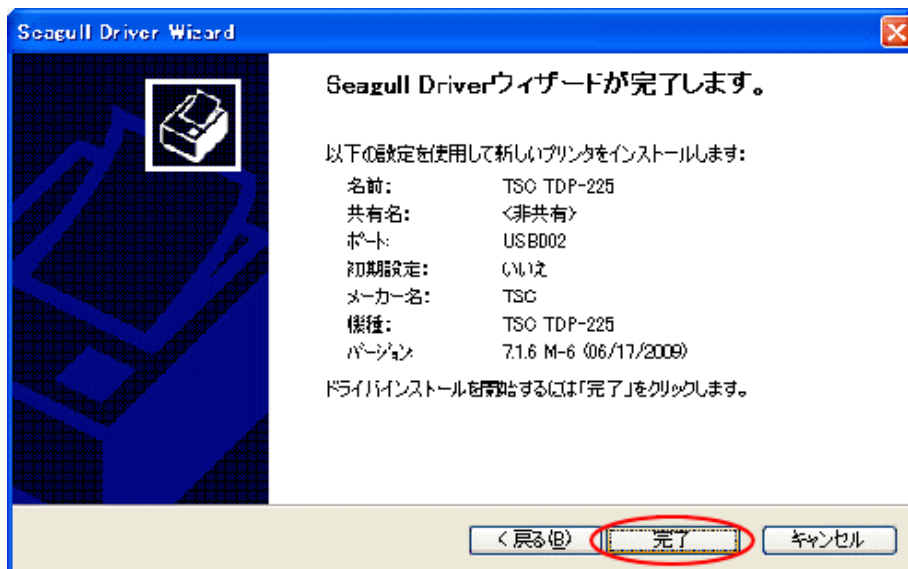 Seagull Driver Wizard
Seagull Driverウィザードが完了します。
以下の設定を使用して新しいプリンタをインストールします:
名前: TSC TDP-225
共有名: <非共有>
ポート: USB002
初期設定: いいえ
メーカー名: TSC
機種: TSC TDP-225
バージョン: 7.1.6 M-6 (06/17/2009)
ドライバインストールを開始するには「完了」をクリックします。
< 戻る(B) 完了 キャンセル